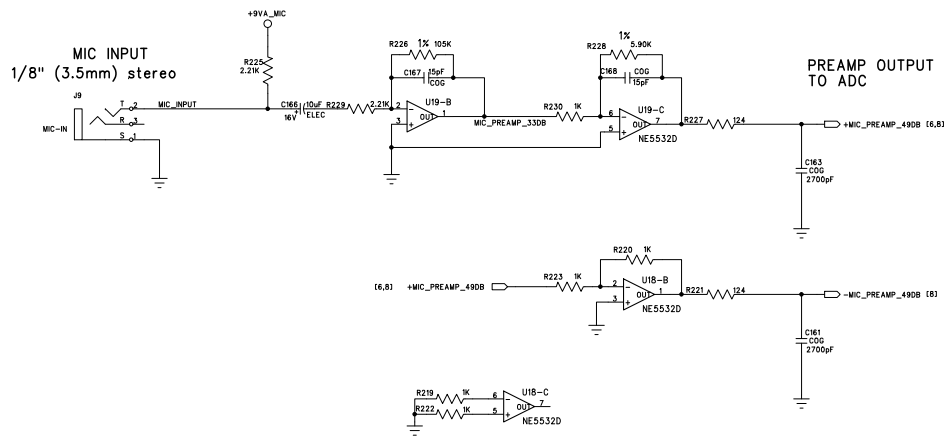 +9VA_MIC
MIC INPUT
1/8" (3.5mm) stereo
R225
2.21K
J9
MIC-IN
T 2
R 3
S 1
MIC_INPUT
C166 10uF
+
16V ELEC
R229 2.21K
R226 1% 105K
C167 15pF
COG
U19-B
2 -
3 +
OUT 1
MIC_PREAMP_33DB
R230 1K
1%
R228 5.90K
C168 COG
15pF
U19-C
6 -
5 +
OUT 7
NE5532D
R227 124
PREAMP OUTPUT
TO ADC
+MIC_PREAMP_49DB [6,8]
C163
COG
2700pF
[6,8] +MIC_PREAMP_49DB
R223 1K
R220 1K
U18-B
2 -
3 +
OUT 1
NE5532D
R221 124
-MIC_PREAMP_49DB [8]
C161
COG
2700pF
R219 1K
R222 1K
U18-C
6 -
5 +
OUT 7
NE5532D